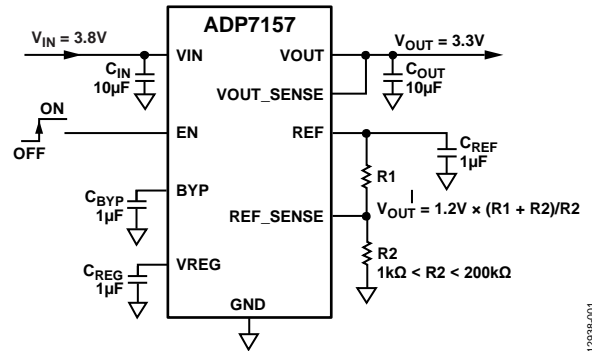 ADP7157
V_IN = 3.8V
VIN
C_IN
10µF
VOUT
V_OUT = 3.3V
C_OUT
10µF
VOUT_SENSE
ON
OFF
EN
REF
C_REF
1µF
R1
C_BYP
1µF
BYP
REF_SENSE
V_OUT = 1.2V × (R1 + R2)/R2
R2
1kΩ < R2 < 200kΩ
C_REG
1µF
VREG
GND
12938-001